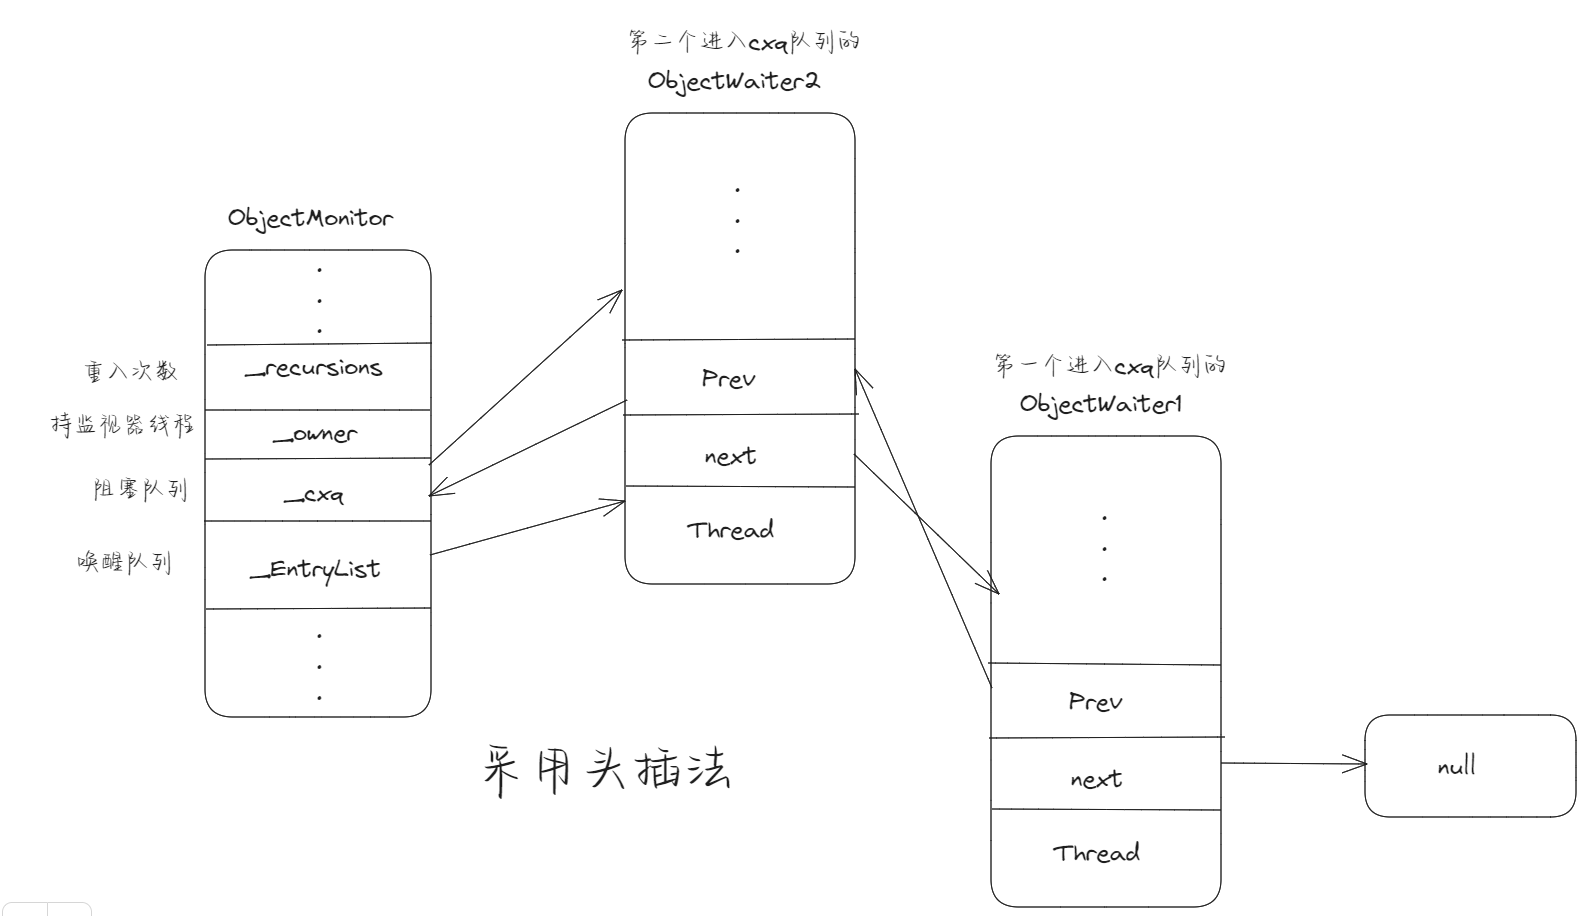 第二个进入cxq队列的
ObjectWaiter2
ObjectMonitor
重入次数
_recursions
持监视器线程
_owner
阻塞队列
_cxq
唤醒队列
_EntryList
Prev
next
Thread
第一个进入cxq队列的
ObjectWaiter1
Prev
next
Thread
null
采用头插法